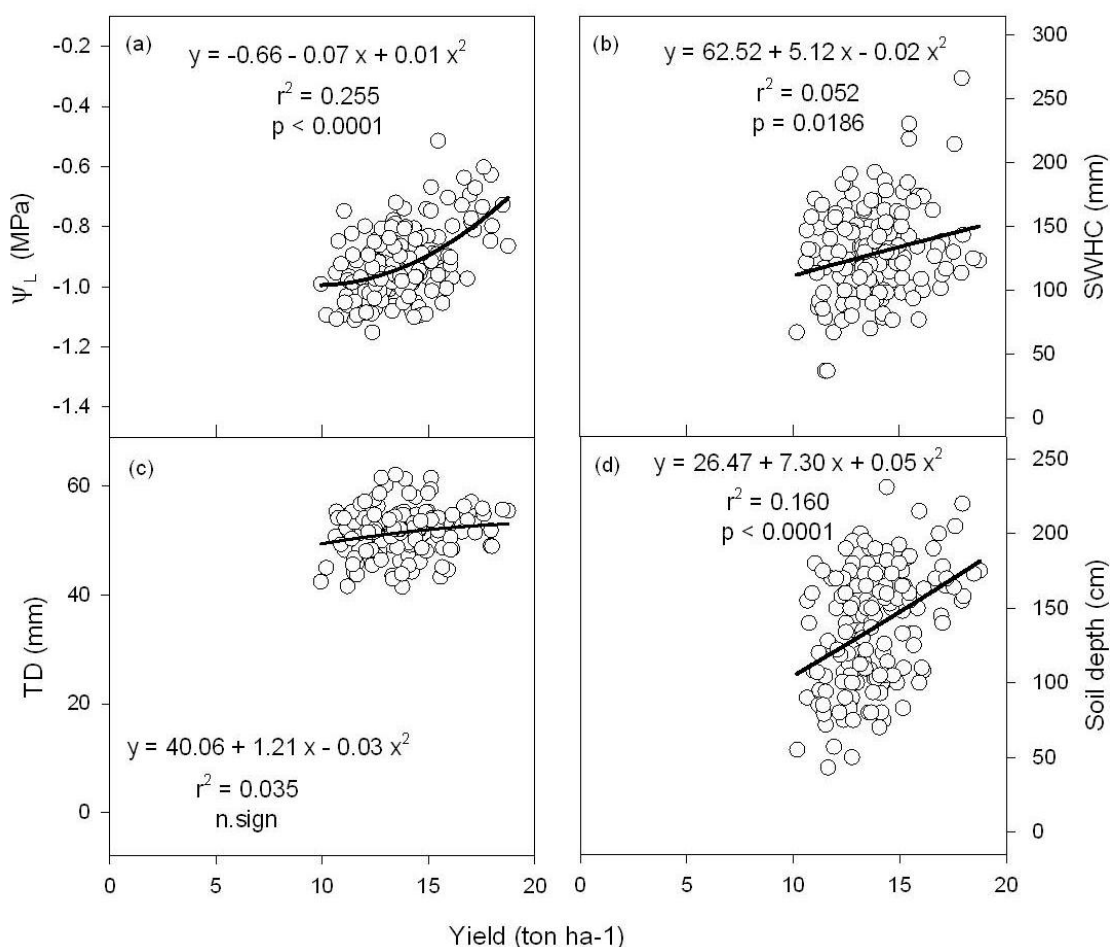 (a)
y = -0.66 - 0.07 x + 0.01 x²
r² = 0.255
p < 0.0001
-0.2
-0.4
-0.6
-0.8
-1.0
-1.2
-1.4
Ψ_L (MPa)
(b)
y = 62.52 + 5.12 x - 0.02 x²
r² = 0.052
p = 0.0186
300
250
200
150
100
50
0
SWHC (mm)
(c)
y = 40.06 + 1.21 x - 0.03 x²
r² = 0.035
n.sign
60
40
20
0
TD (mm)
0
5
10
15
20
(d)
y = 26.47 + 7.30 x + 0.05 x²
r² = 0.160
p < 0.0001
250
200
150
100
50
0
Soil depth (cm)
0
5
10
15
20
Yield (ton ha-1)